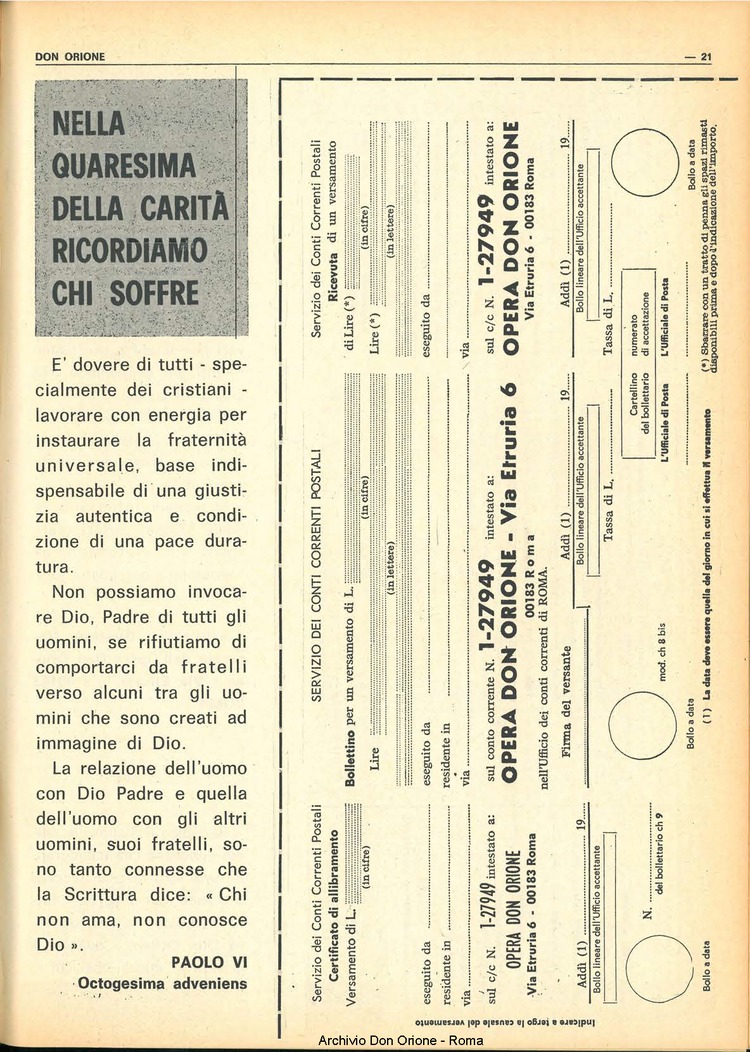 DON ORIONE
— 21
NELLA
QUARESIMA
DELLA CARITÀ
RICORDIAMO
CHI SOFFRE
E' dovere di tutti - spe-
cialmente dei cristiani -
lavorare con energia per
instaurare la fraternità
universale, base indi-
spensabile di una giusti-
zia autentica e condi-
zione di una pace dura-
tura.
Non possiamo invoca-
re Dio, Padre di tutti gli
uomini, se rifiutiamo di
comportarci da fratelli
verso alcuni tra gli uo-
mini che sono creati ad
immagine di Dio.
La relazione dell'uomo
con Dio Padre e quella
dell'uomo con gli altri
uomini, suoi fratelli, so-
no tanto connesse che
la Scrittura dice: « Chi
non ama, non conosce
Dio ».
PAOLO VI
Octogesima adveniens
Servizio dei Conti Correnti Postali
Certificato di allibramento
Versamento di L.
(in cifre)
eseguito da
residente in
via
sul c/c N. 1-27949 intestato a:
OPERA DON ORIONE
Via Etruria 6 - 00183 Roma
Addì (1) 19
Bollo lineare dell'Ufficio accettante
N.
del bollettario ch 9
Bollo a data
Indicare a tergo la causale del versamento
SERVIZIO DEI CONTI CORRENTI POSTALI
Bollettino per un versamento di L.
(in cifre)
Lire
(in lettere)
eseguito da
residente in
via
sul conto corrente N. 1-27949 intestato a:
OPERA DON ORIONE - Via Etruria 6
00183 Roma
nell'Ufficio dei conti correnti di ROMA.
Firma del versante
Addì (1) 19
Bollo lineare dell'Ufficio accettante
Tassa di L.
mod. ch 8 bis
Bollo a data
Cartellino
del bollettario
L'Ufficiale di Posta
(1) La data deve essere quella del giorno in cui si effettua il versamento
Servizio dei Conti Correnti Postali
Ricevuta di un versamento
di Lire (*)
(in cifre)
Lire (*)
(in lettere)
eseguito da
via
sul c/c N. 1-27949 intestato a:
OPERA DON ORIONE
Via Etruria 6 - 00183 Roma
Addì (1) 19
Bollo lineare dell'Ufficio accettante
Tassa di L.
numerato
di accettazione
L'Ufficiale di Posta
Bollo a data
(*) Sbarrare con un tratto di penna gli spazi rimasti
disponibili prima e dopo l'indicazione dell'importo.
Archivio Don Orione - Roma